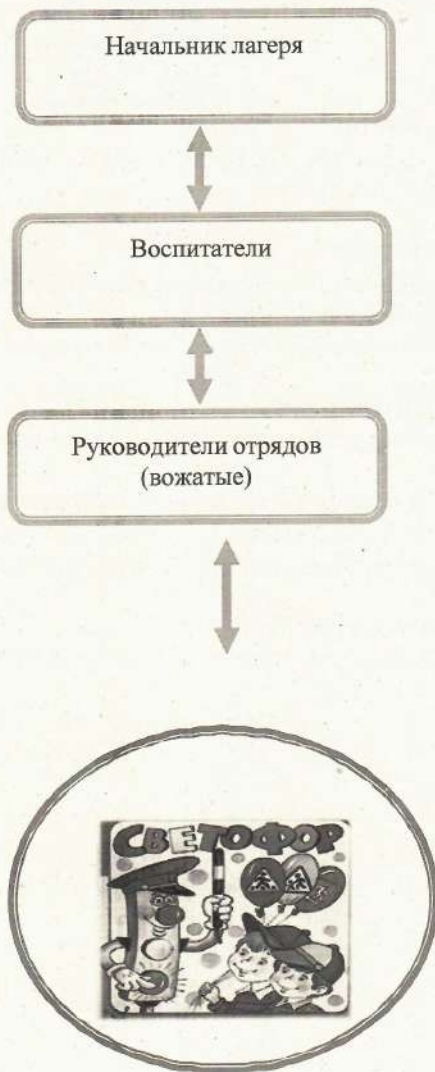 Начальник лагеря
Воспитатели
Руководители отрядов
(вожатые)
СВЕТОФОР